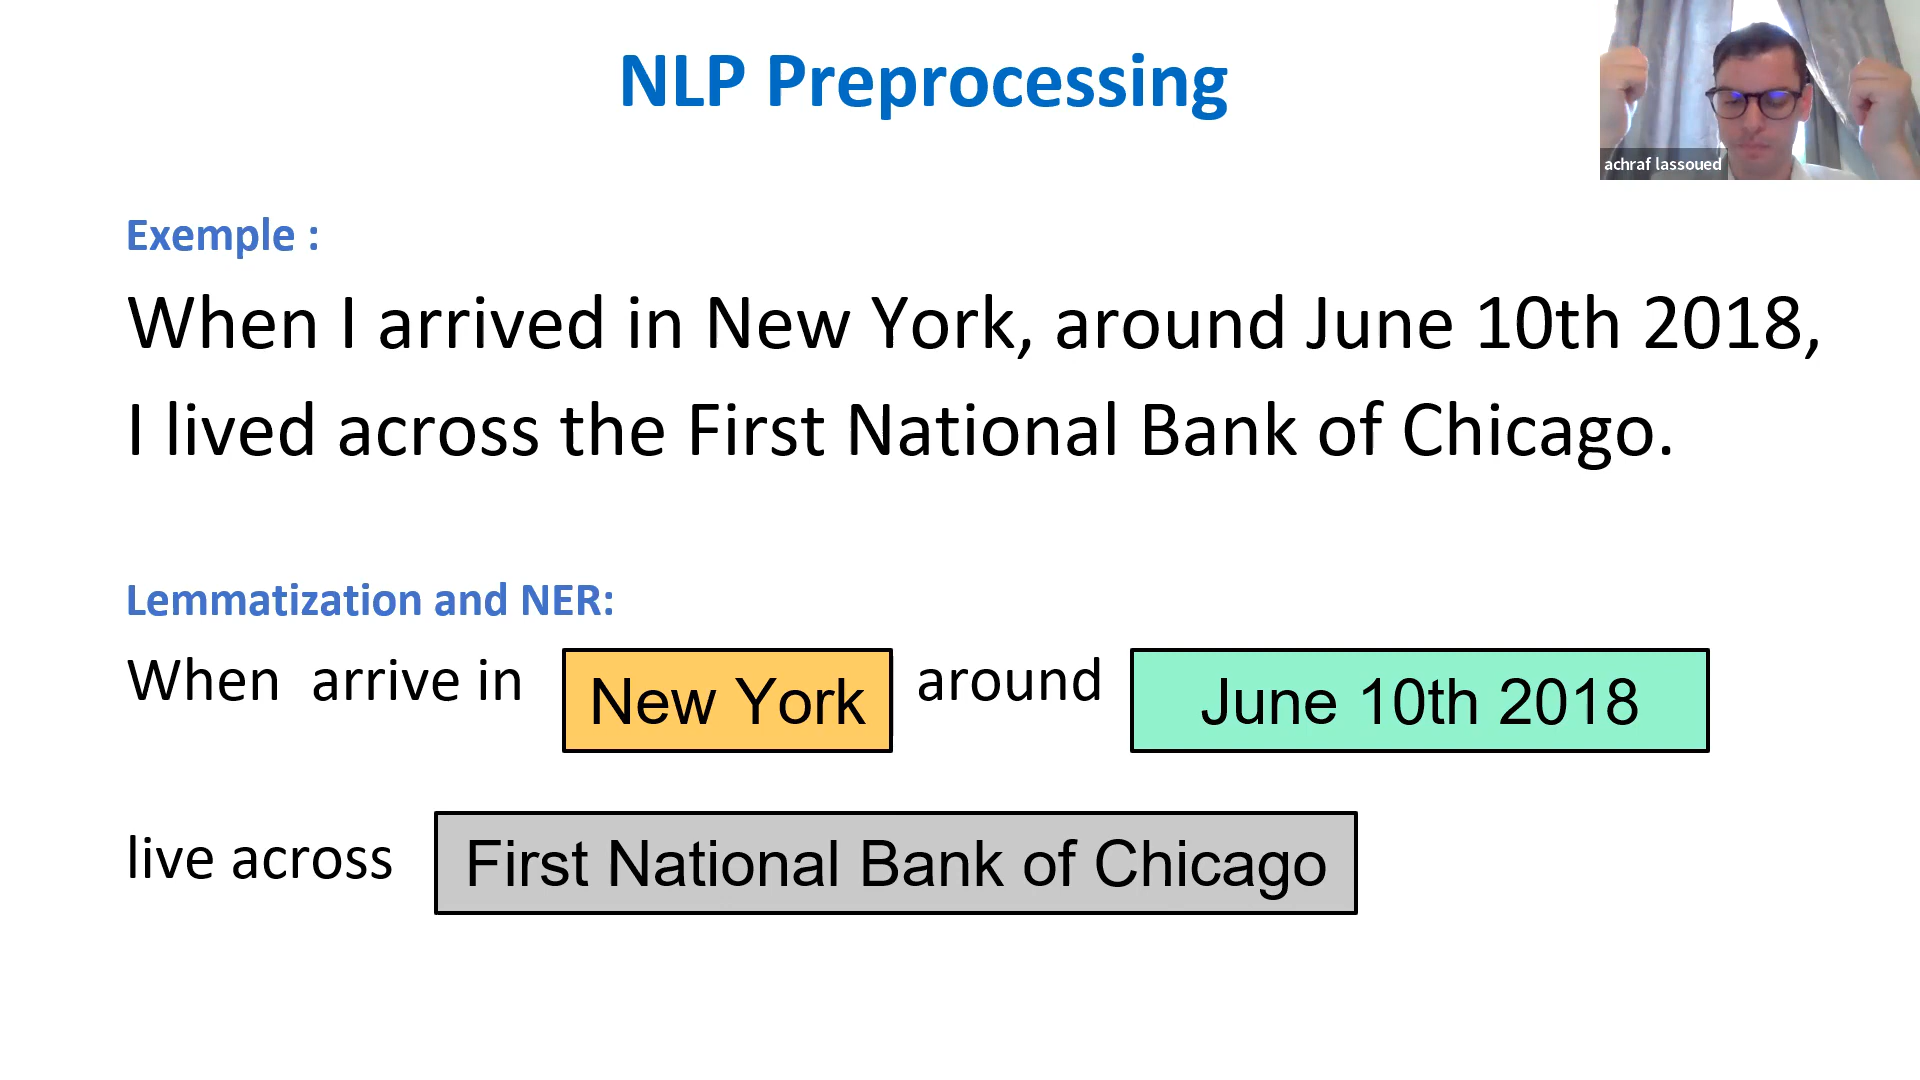 NLP Preprocessing
achraf lassoued
Exemple :
When I arrived in New York, around June 10th 2018,
I lived across the First National Bank of Chicago.
Lemmatization and NER:
When arrive in New York around June 10th 2018
live across First National Bank of Chicago